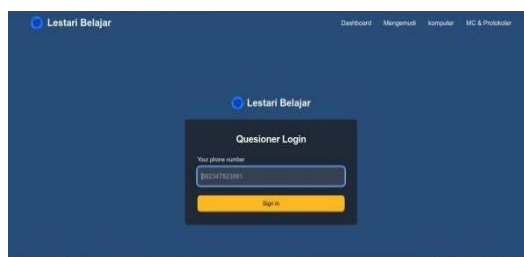 Lestari Belajar
Dashboard Mengemudi komputer MC & Protokoler
Lestari Belajar
Quesioner Login
Your phone number
Sign in